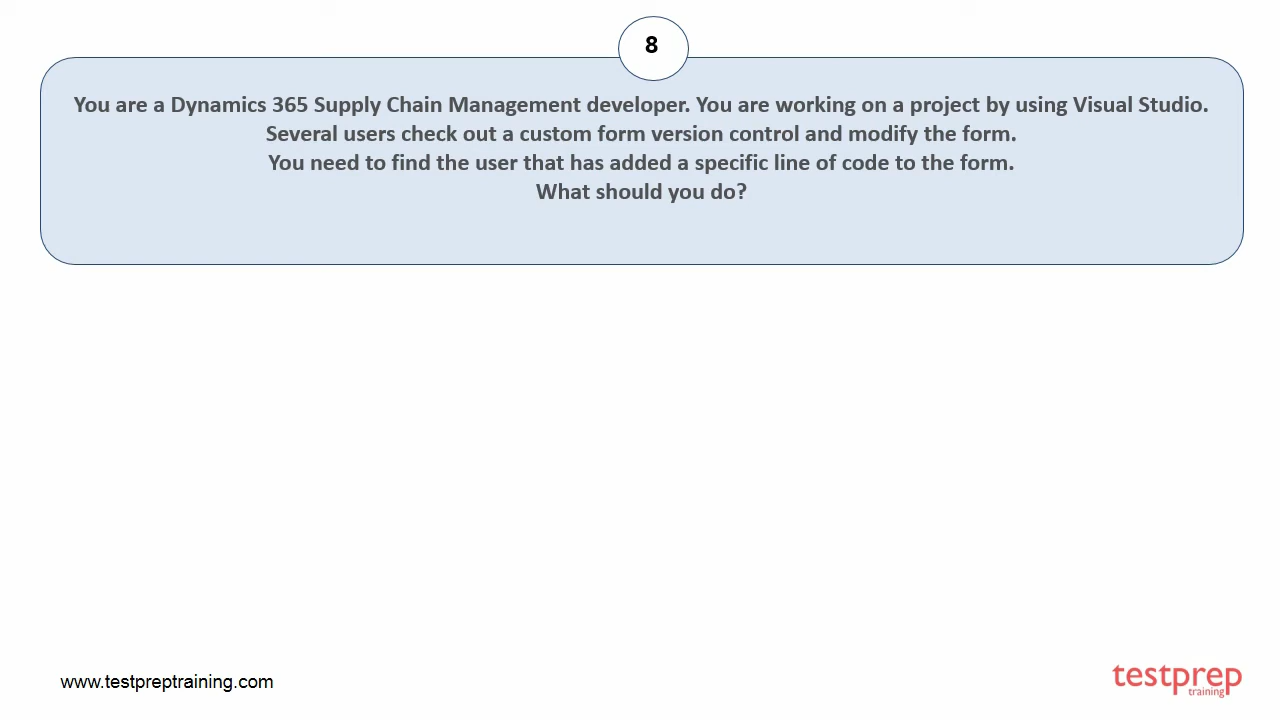 8
You are a Dynamics 365 Supply Chain Management developer. You are working on a project by using Visual Studio.
Several users check out a custom form version control and modify the form.
You need to find the user that has added a specific line of code to the form.
What should you do?
www.testpreptraining.com
testprep
training